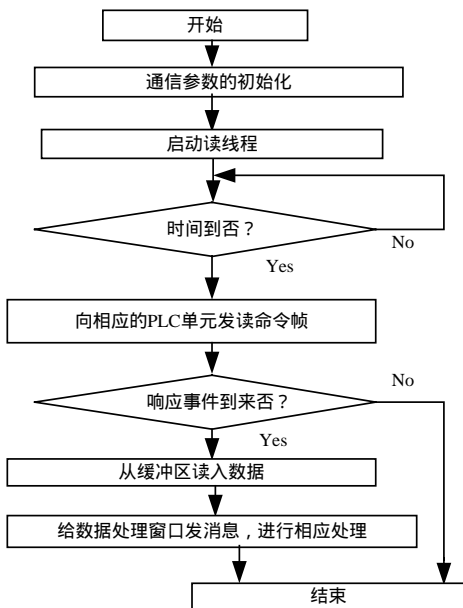 开始
通信参数的初始化
启动读线程
时间到否？
No
Yes
向相应的PLC单元发读命令帧
No
响应事件到来否？
Yes
从缓冲区读入数据
给数据处理窗口发消息，进行相应处理
结束